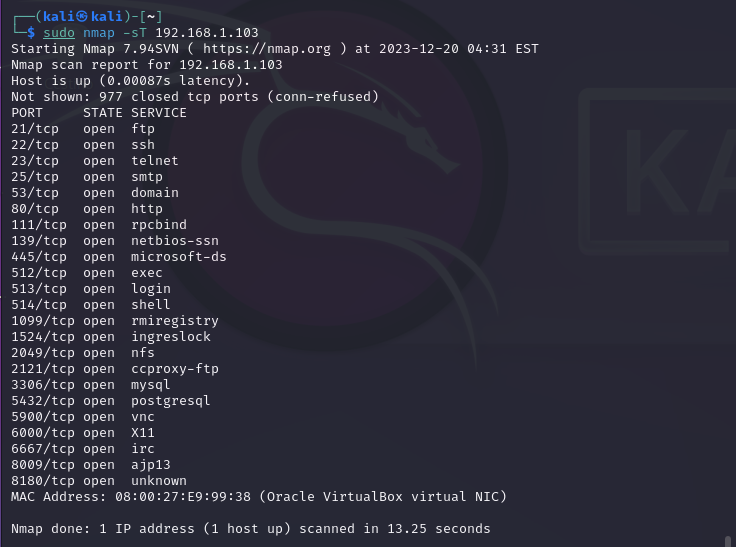 ┌──(kali㉿kali)-[~]
└─$ sudo nmap -sT 192.168.1.103
Starting Nmap 7.94SVN ( https://nmap.org ) at 2023-12-20 04:31 EST
Nmap scan report for 192.168.1.103
Host is up (0.00087s latency).
Not shown: 977 closed tcp ports (conn-refused)
PORT     STATE SERVICE
21/tcp   open  ftp
22/tcp   open  ssh
23/tcp   open  telnet
25/tcp   open  smtp
53/tcp   open  domain
80/tcp   open  http
111/tcp  open  rpcbind
139/tcp  open  netbios-ssn
445/tcp  open  microsoft-ds
512/tcp  open  exec
513/tcp  open  login
514/tcp  open  shell
1099/tcp open  rmiregistry
1524/tcp open  ingreslock
2049/tcp open  nfs
2121/tcp open  ccproxy-ftp
3306/tcp open  mysql
5432/tcp open  postgresql
5900/tcp open  vnc
6000/tcp open  X11
6667/tcp open  irc
8009/tcp open  ajp13
8180/tcp open  unknown
MAC Address: 08:00:27:E9:99:38 (Oracle VirtualBox virtual NIC)
Nmap done: 1 IP address (1 host up) scanned in 13.25 seconds
KA